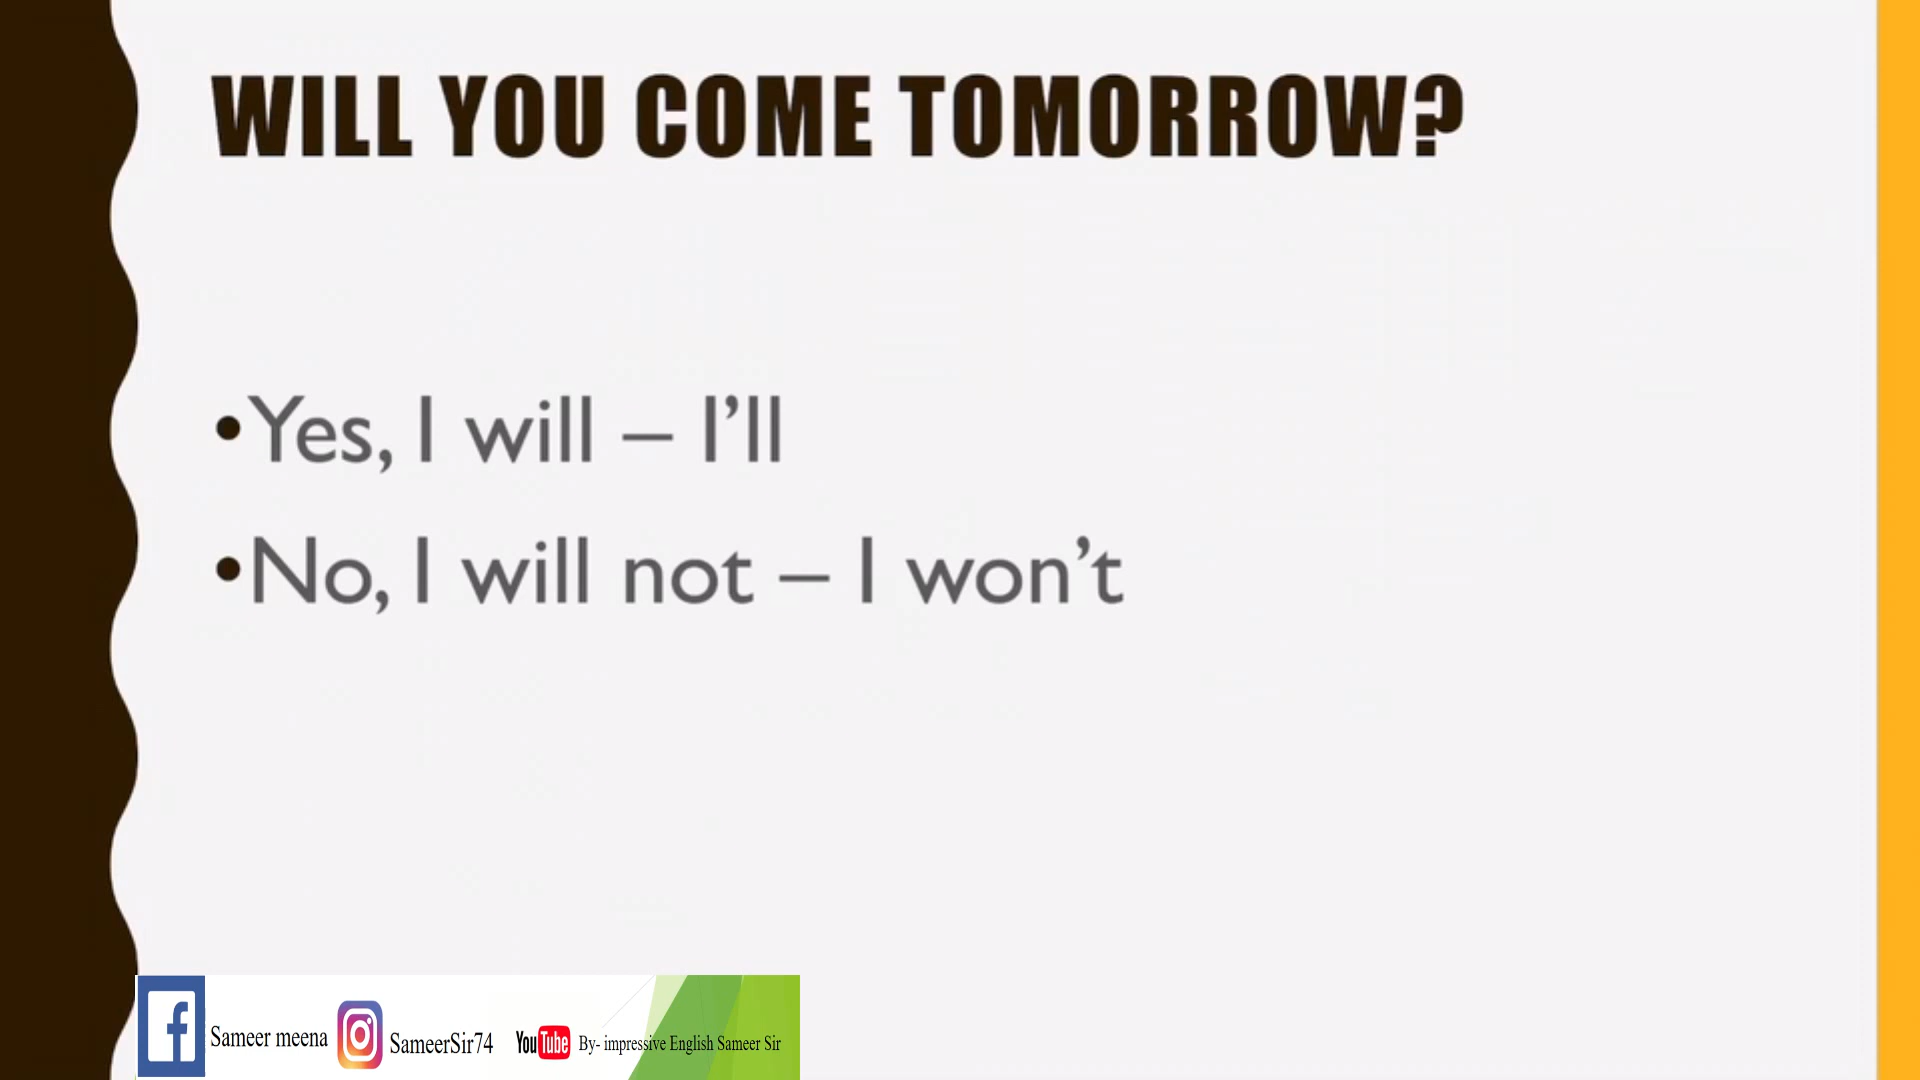 WILL YOU COME TOMORROW?
•Yes, I will – I’ll
•No, I will not – I won’t
Sameer meena SameerSir74 YouTube By- impressive English Sameer Sir